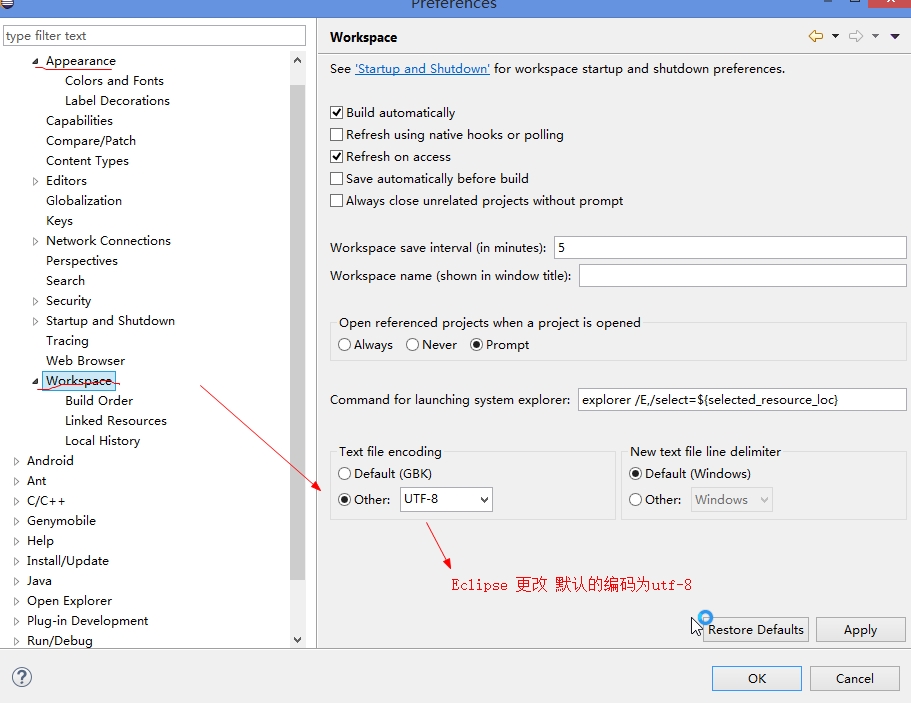 Preferences
type filter text
Appearance
Colors and Fonts
Label Decorations
Capabilities
Compare/Patch
Content Types
Editors
Globalization
Keys
Network Connections
Perspectives
Search
Security
Startup and Shutdown
Tracing
Web Browser
Workspace
Build Order
Linked Resources
Local History
Android
Ant
C/C++
Genymobile
Help
Install/Update
Java
Open Explorer
Plug-in Development
Run/Debug
Workspace
See 'Startup and Shutdown' for workspace startup and shutdown preferences.
Build automatically
Refresh using native hooks or polling
Refresh on access
Save automatically before build
Always close unrelated projects without prompt
Workspace save interval (in minutes): 5
Workspace name (shown in window title):
Open referenced projects when a project is opened
Always Never Prompt
Command for launching system explorer: explorer /E,/select=${selected_resource_loc}
Text file encoding
Default (GBK)
Other: UTF-8
New text file line delimiter
Default (Windows)
Other: Windows
Eclipse 更改 默认的编码为utf-8
Restore Defaults Apply
OK Cancel